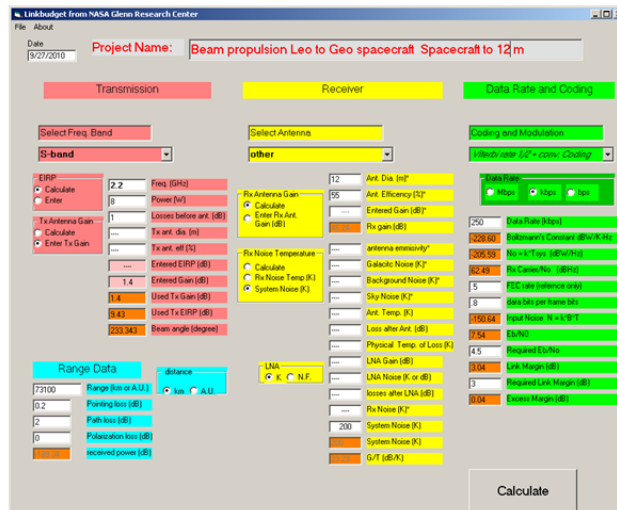 Linkbudget from NASA Glenn Research Center
File About
Date
9/27/2010
Project Name:
Beam propulsion Leo to Geo spacecraft Spacecraft to 12 m
Transmission
Receiver
Data Rate and Coding
Select Freq. Band
S-band
Select Antenna
other
Coding and Modulation
Viterbi rate 1/2 + conv. Coding
EIRP
Calculate
Enter
Tx Antenna Gain
Calculate
Enter Tx Gain
2.2 Freq. (GHz)
8 Power (W)
1 Losses before ant. (dB)
---- Tx ant. dia. (m)
---- Tx ant. eff (%)
---- Entered EIRP (dB)
1.4 Entered Gain (dB)
1.4 Used Tx Gain (dB)
9.43 Used Tx EIRP (dB)
233.343 Beam angle (degree)
Rx Antenna Gain
Calculate
Enter Rx Ant. Gain (dB)
Rx Noise Temperature
Calculate
Rx Noise Temp (K)
System Noise (K)
LNA
K N.F.
12 Ant. Dia. (m)*
55 Ant. Efficency (%)*
---- Entered Gain (dB)*
Rx gain (dB)
---- antenna emmisivity*
---- Galacitc Noise (K)*
---- Background Noise (K)*
---- Sky Noise (K)*
---- Ant. Temp. (K)
---- Loss after Ant. (dB)
---- Physical Temp. of Loss (K)
---- LNA Gain (dB)
---- LNA Noise (K or dB)
---- losses after LNA (dB)
---- Rx Noise (K)*
200 System Noise (K)
System Noise (K)
G/T (dB/K)
Data Rate
Mbps kbps bps
250 Data Rate (kbps)
-228.60 Boltzmann's Constant dBW/K-Hz
-205.59 No = k*Tsys (dBW/Hz)
62.49 Rx Carrier/No (dBHz)
.5 FEC rate (refernce only)
.8 data bits per frame bits
-150.64 Input Noise N = k*B*T
7.54 Eb/N0
4.5 Required Eb/No
3.04 Link Margin (dB)
3 Required Link Margin (dB)
0.04 Excess Margin (dB)
Range Data
distance
km A.U.
73100 Range (km or A.U.)
0.2 Pointing loss (dB)
2 Path loss (dB)
0 Polarization loss (dB)
received power (dB)
Calculate